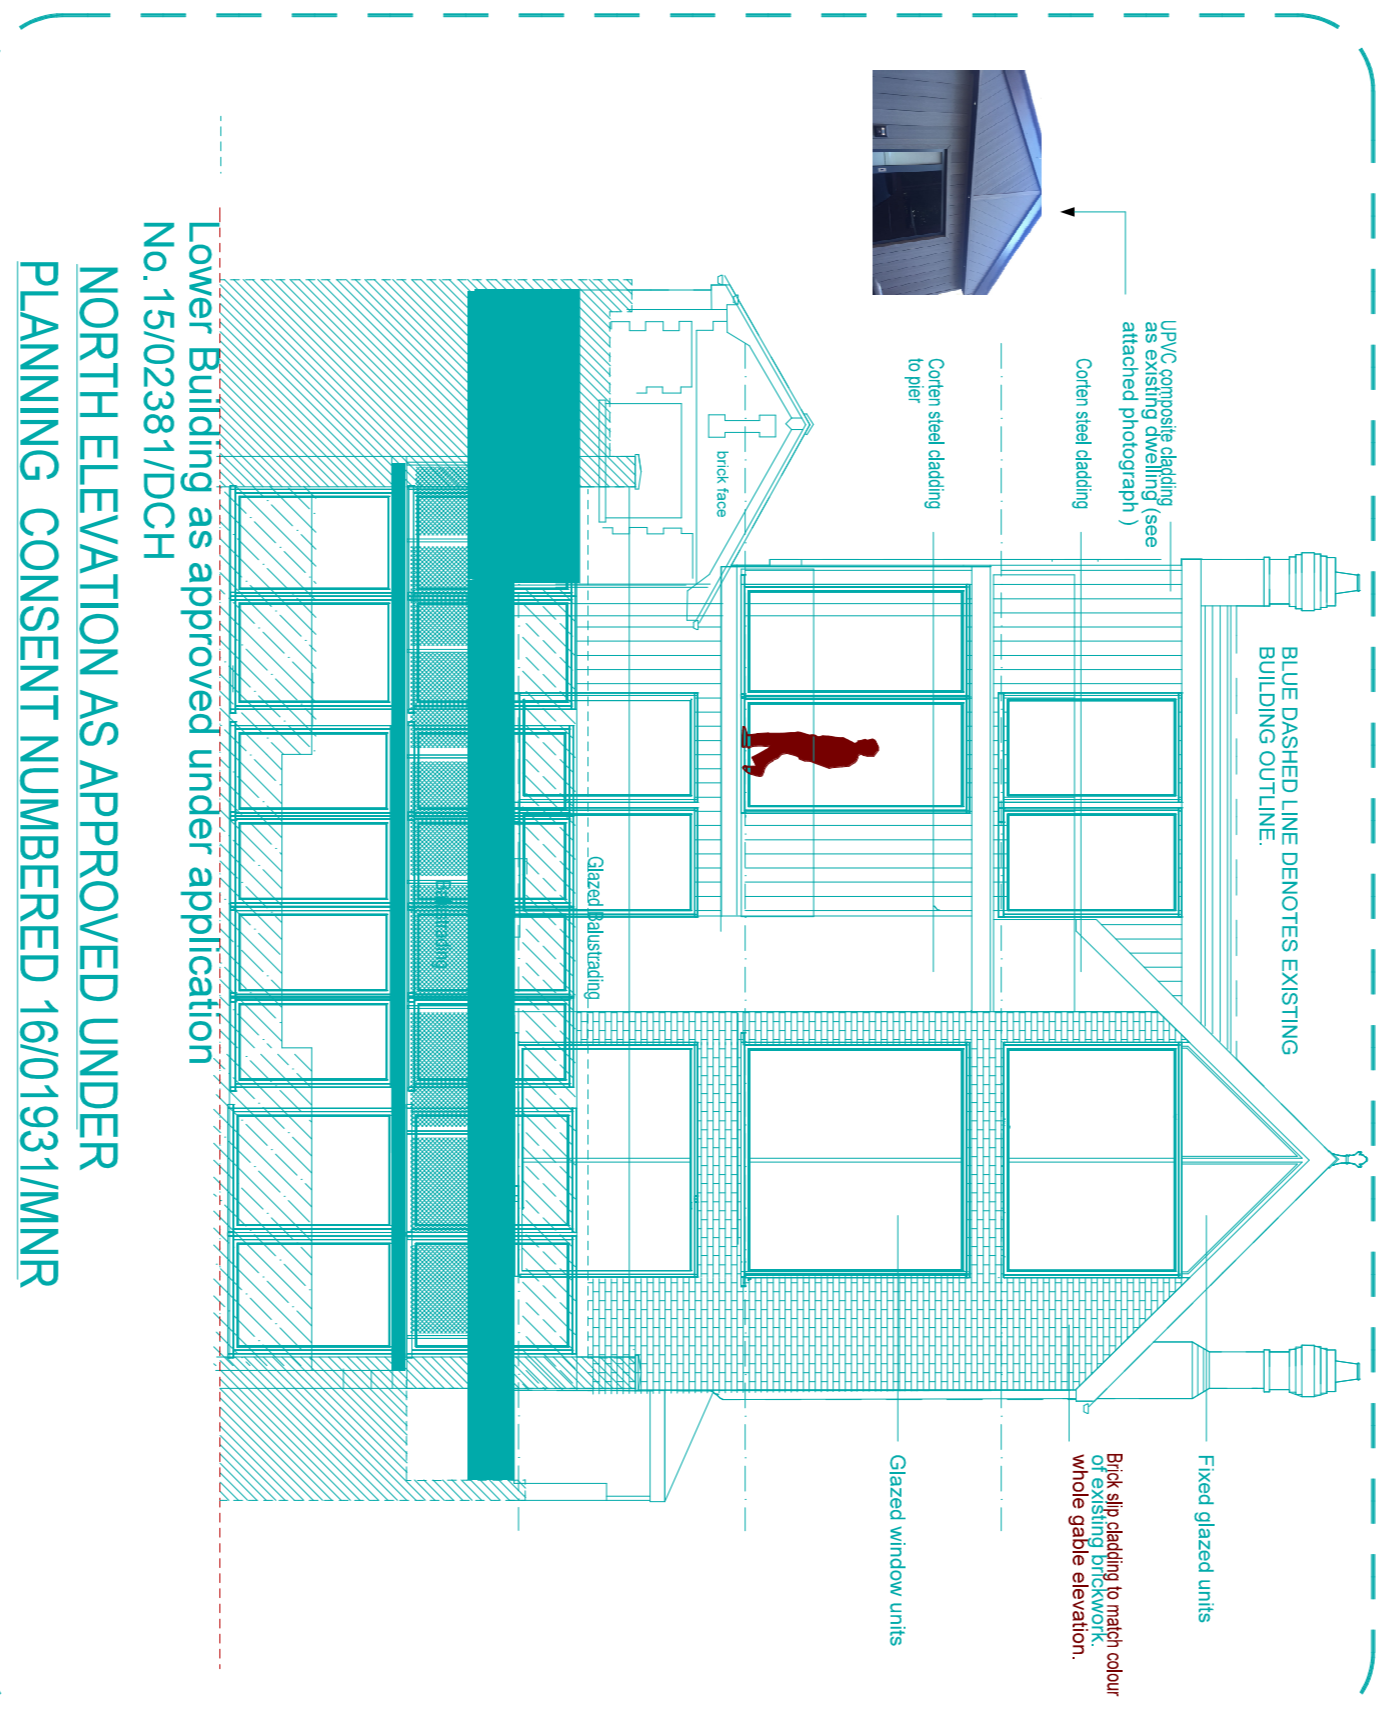 UPVC composite cladding
as existing dwelling (see
attached photograph )
Corten steel cladding
Corten steel cladding
to pier
brick face
BLUE DASHED LINE DENOTES EXISTING
BUILDING OUTLINE.
Glazed Balustrading
Balustrading
Fixed glazed units
Brick slip cladding to match colour
of existing brickwork.
whole gable elevation.
Glazed window units
Lower Building as approved under application
No.15/02381/DCH
NORTH ELEVATION AS APPROVED UNDER
PLANNING CONSENT NUMBERED 16/01931/MNR